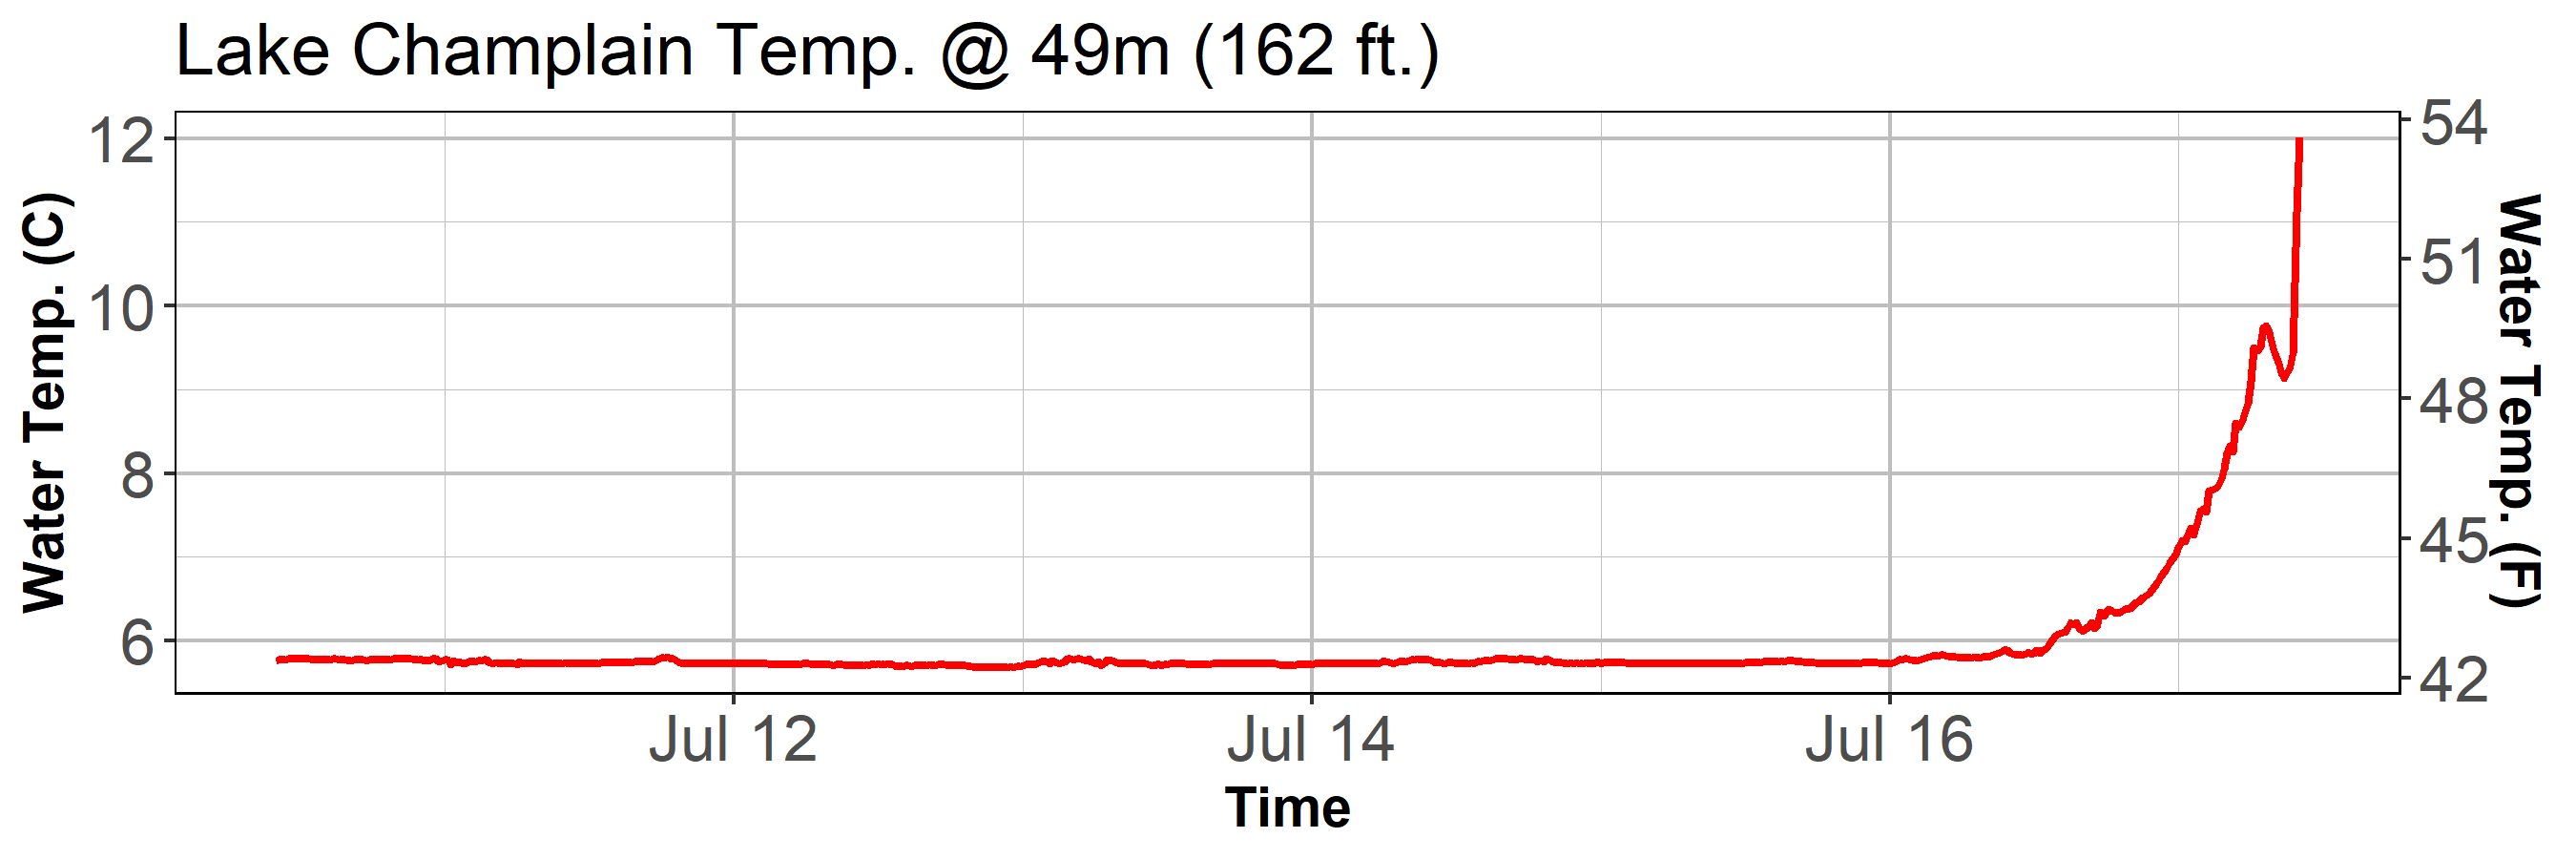 Lake Champlain Temp. @ 49m (162 ft.)
Water Temp. (C)
12
10
8
6
54
51
48
45
42
Water Temp. (F)
Jul 12
Jul 14
Jul 16
Time